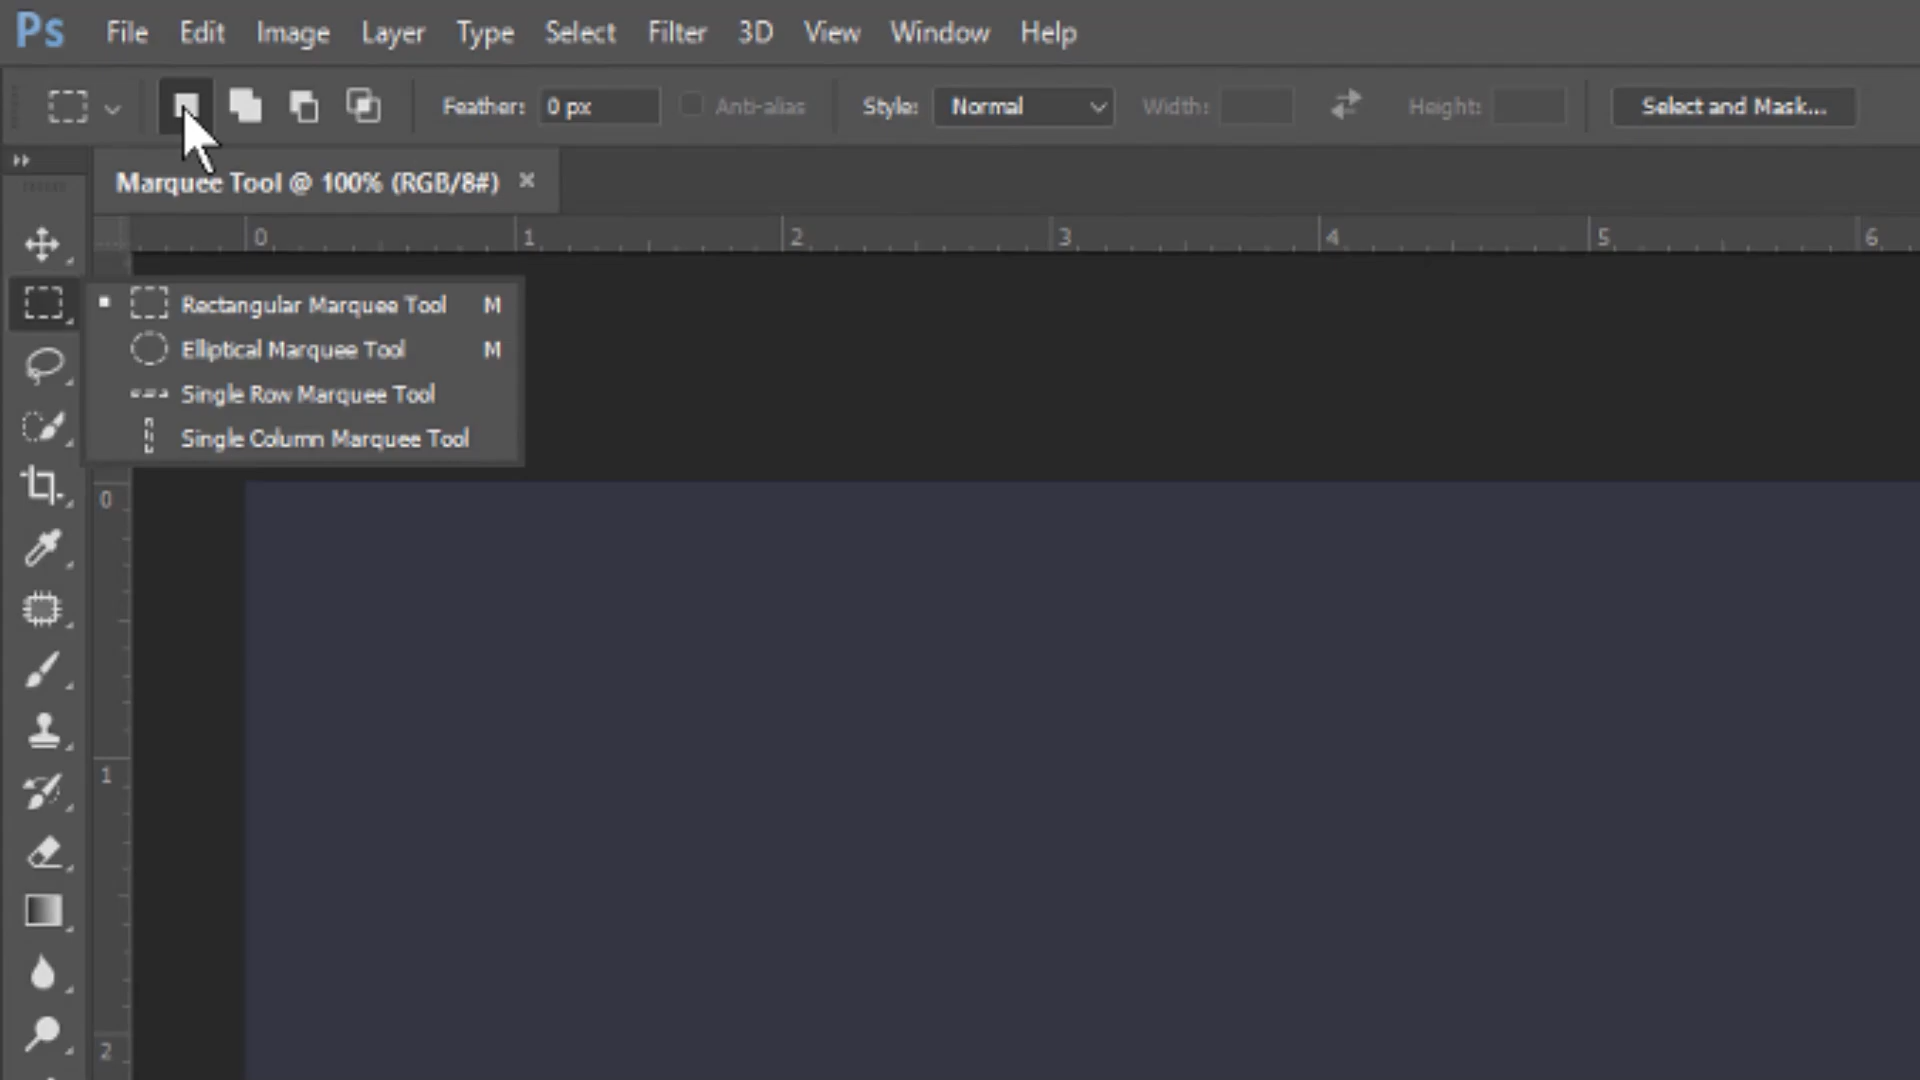 Ps File Edit Image Layer Type Select Filter 3D View Window Help
Feather: 0 px Anti-alias Style: Normal Width: Height: Select and Mask...
Marquee Tool @ 100% (RGB/8#) ×
0 1 2 3 4 5 6
Rectangular Marquee Tool M
Elliptical Marquee Tool M
Single Row Marquee Tool
Single Column Marquee Tool
0
1
2